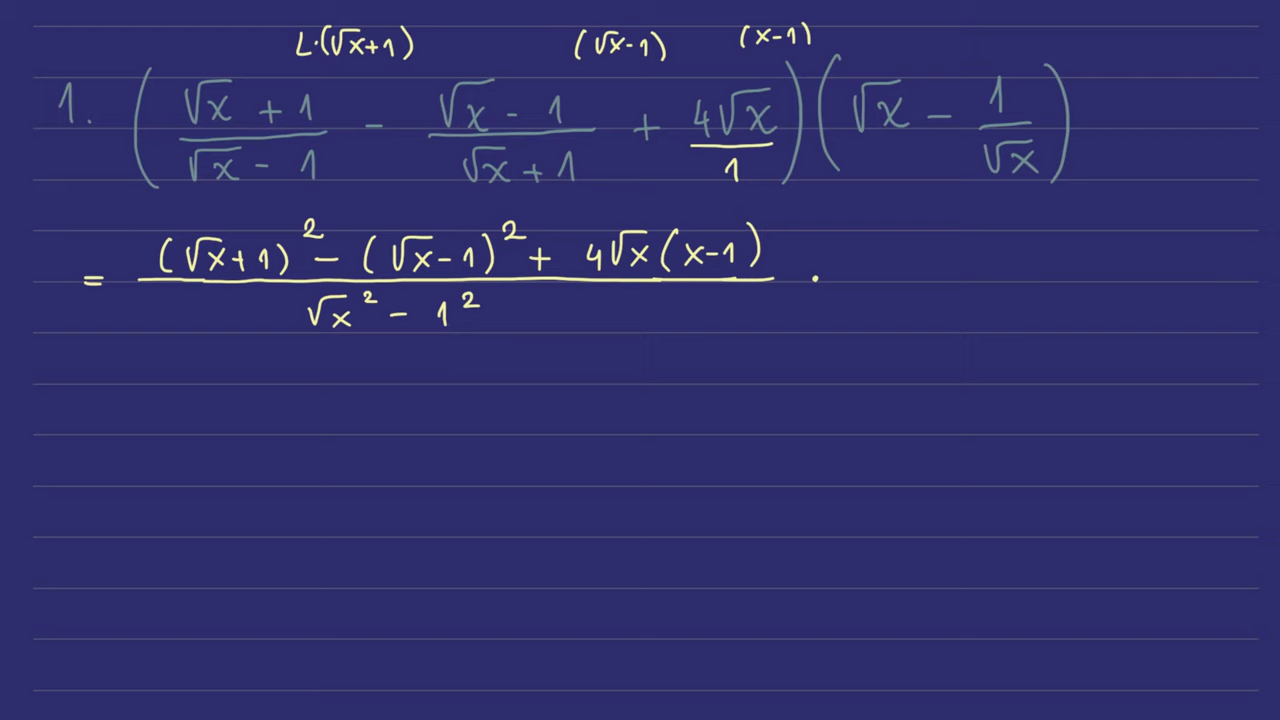 L·(√x+1) (√x-1) (x-1)
1. ( (√x + 1)/(√x - 1) - (√x - 1)/(√x + 1) + 4√x/1 ) ( √x - 1/√x )
= ( (√x+1)² - (√x-1)² + 4√x(x-1) )/( √x² - 1² ) ·